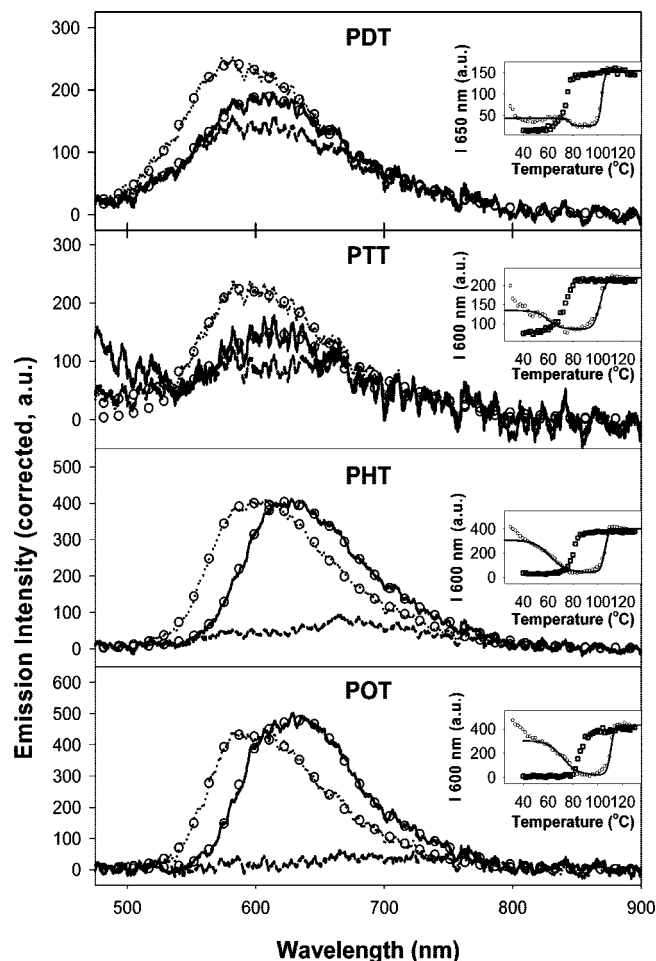 Emission Intensity (corrected, a.u.)
PDT
300
200
100
0
I 650 nm (a.u.)
150
100
50
40 60 80 100 120
Temperature (°C)
PTT
300
200
100
0
I 600 nm (a.u.)
200
150
100
40 60 80 100 120
Temperature (°C)
PHT
500
400
300
200
100
0
I 600 nm (a.u.)
400
200
0
40 60 80 100 120
Temperature (°C)
POT
600
500
400
300
200
100
0
I 600 nm (a.u.)
400
200
0
40 60 80 100 120
Temperature (°C)
500 600 700 800 900
Wavelength (nm)